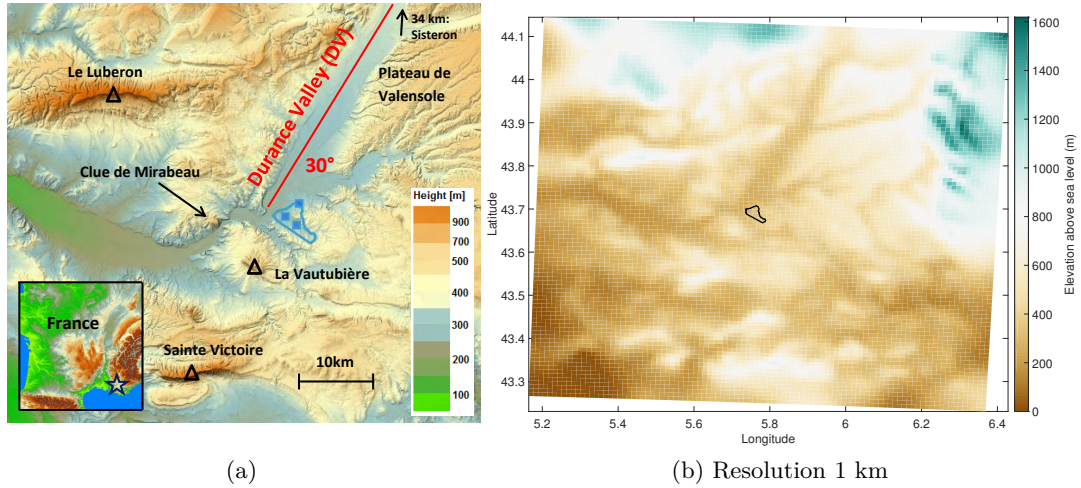 34 km:
Sisteron
Le Luberon
Durance Valley (DV)
Plateau de
Valensole
30°
Clue de Mirabeau
Height [m]
900
700
500
400
300
200
100
La Vautubière
France
Sainte Victoire
10km
(a)
44.1
44
43.9
43.8
43.7
43.6
43.5
43.4
43.3
Latitude
5.2
5.4
5.6
5.8
6
6.2
6.4
Longitude
1600
1400
1200
1000
800
600
400
200
0
Elevation above sea level (m)
(b) Resolution 1 km